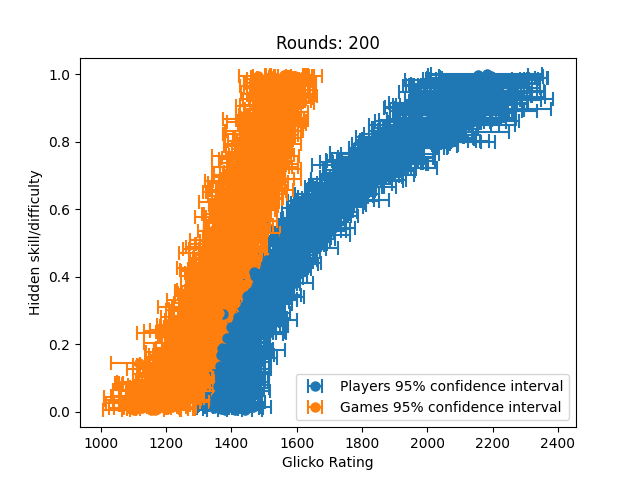 Rounds: 200
1.0
0.8
0.6
0.4
0.2
0.0
Hidden skill/difficulty
Players 95% confidence interval
Games 95% confidence interval
1000 1200 1400 1600 1800 2000 2200 2400
Glicko Rating